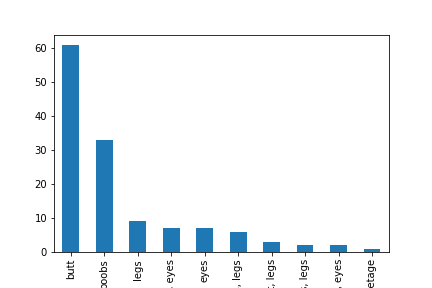 60
50
40
30
20
10
0
butt
boobs
legs
, eyes
eyes
, legs
, legs
, legs
, eyes
etage